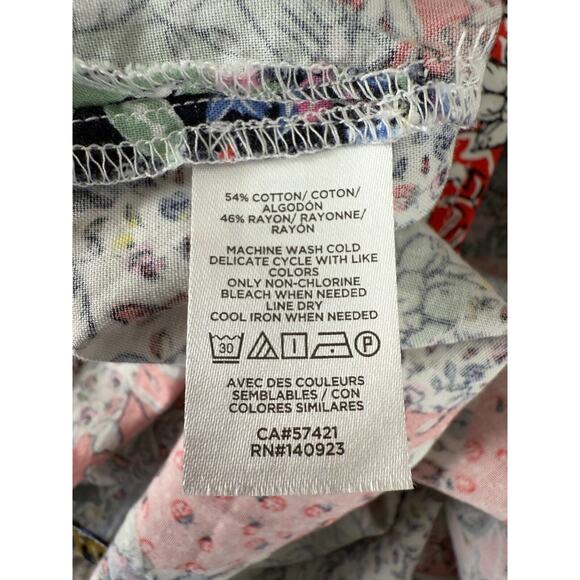 54% COTTON/ COTON/
ALGODÓN
46% RAYON/ RAYONNE/
RAYÓN
MACHINE WASH COLD
DELICATE CYCLE WITH LIKE
COLORS
ONLY NON-CHLORINE
BLEACH WHEN NEEDED
LINE DRY
COOL IRON WHEN NEEDED
30 P
AVEC DES COULEURS
SEMBLABLES / CON
COLORES SIMILARES
CA#57421
RN#140923